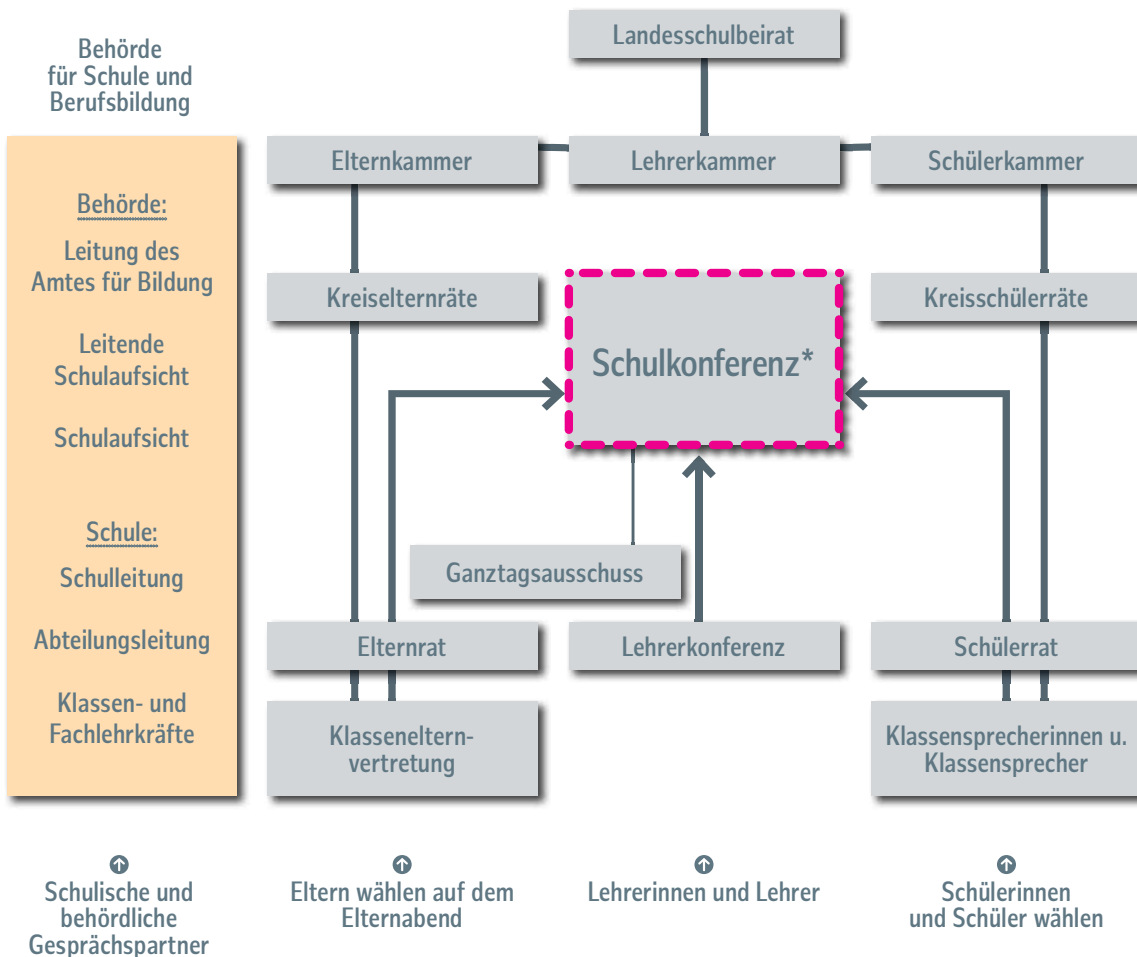 Behörde
für Schule und
Berufsbildung
Landesschulbeirat
Elternkammer
Lehrerkammer
Schülerkammer
Behörde:
Leitung des
Amtes für Bildung
Leitende
Schulaufsicht
Schulaufsicht
Schule:
Schulleitung
Abteilungsleitung
Klassen- und
Fachlehrkräfte
Kreiselternräte
Schulkonferenz*
Kreisschülerräte
Ganztagsausschuss
Elternrat
Lehrerkonferenz
Schülerrat
Klasseneltern-
vertretung
Klassensprecherinnen u.
Klassensprecher
Schulische und
behördliche
Gesprächspartner
Eltern wählen auf dem
Elternabend
Lehrerinnen und Lehrer
Schülerinnen
und Schüler wählen